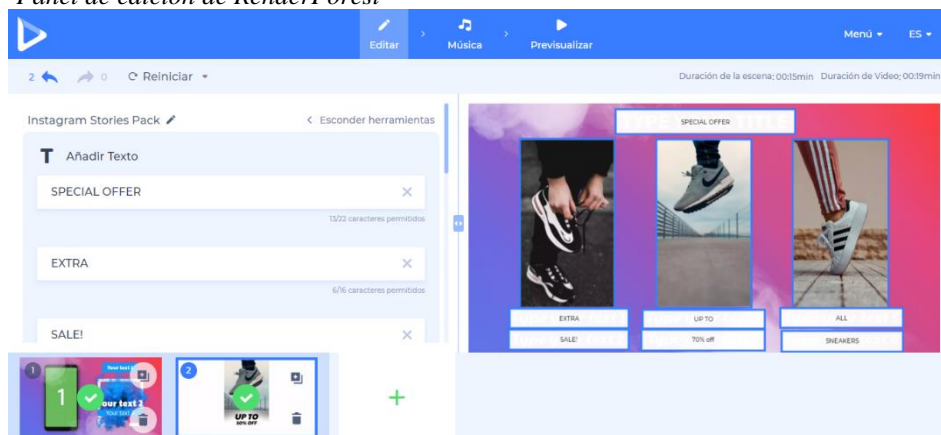 Panel de edición de RenderForest
Editar
Música
Previsualizar
Menú
ES
2
0
Reiniciar
Duración de la escena: 00:15min Duración de Video: 00:19min
Instagram Stories Pack
Esconder herramientas
T Añadir Texto
SPECIAL OFFER
13/22 caracteres permitidos
EXTRA
6/16 caracteres permitidos
SALE!
SPECIAL OFFER
EXTRA
UP TO
ALL
SALE!
70% off
SNEAKERS
1
1
our text 2
2
UP TO
50% OFF